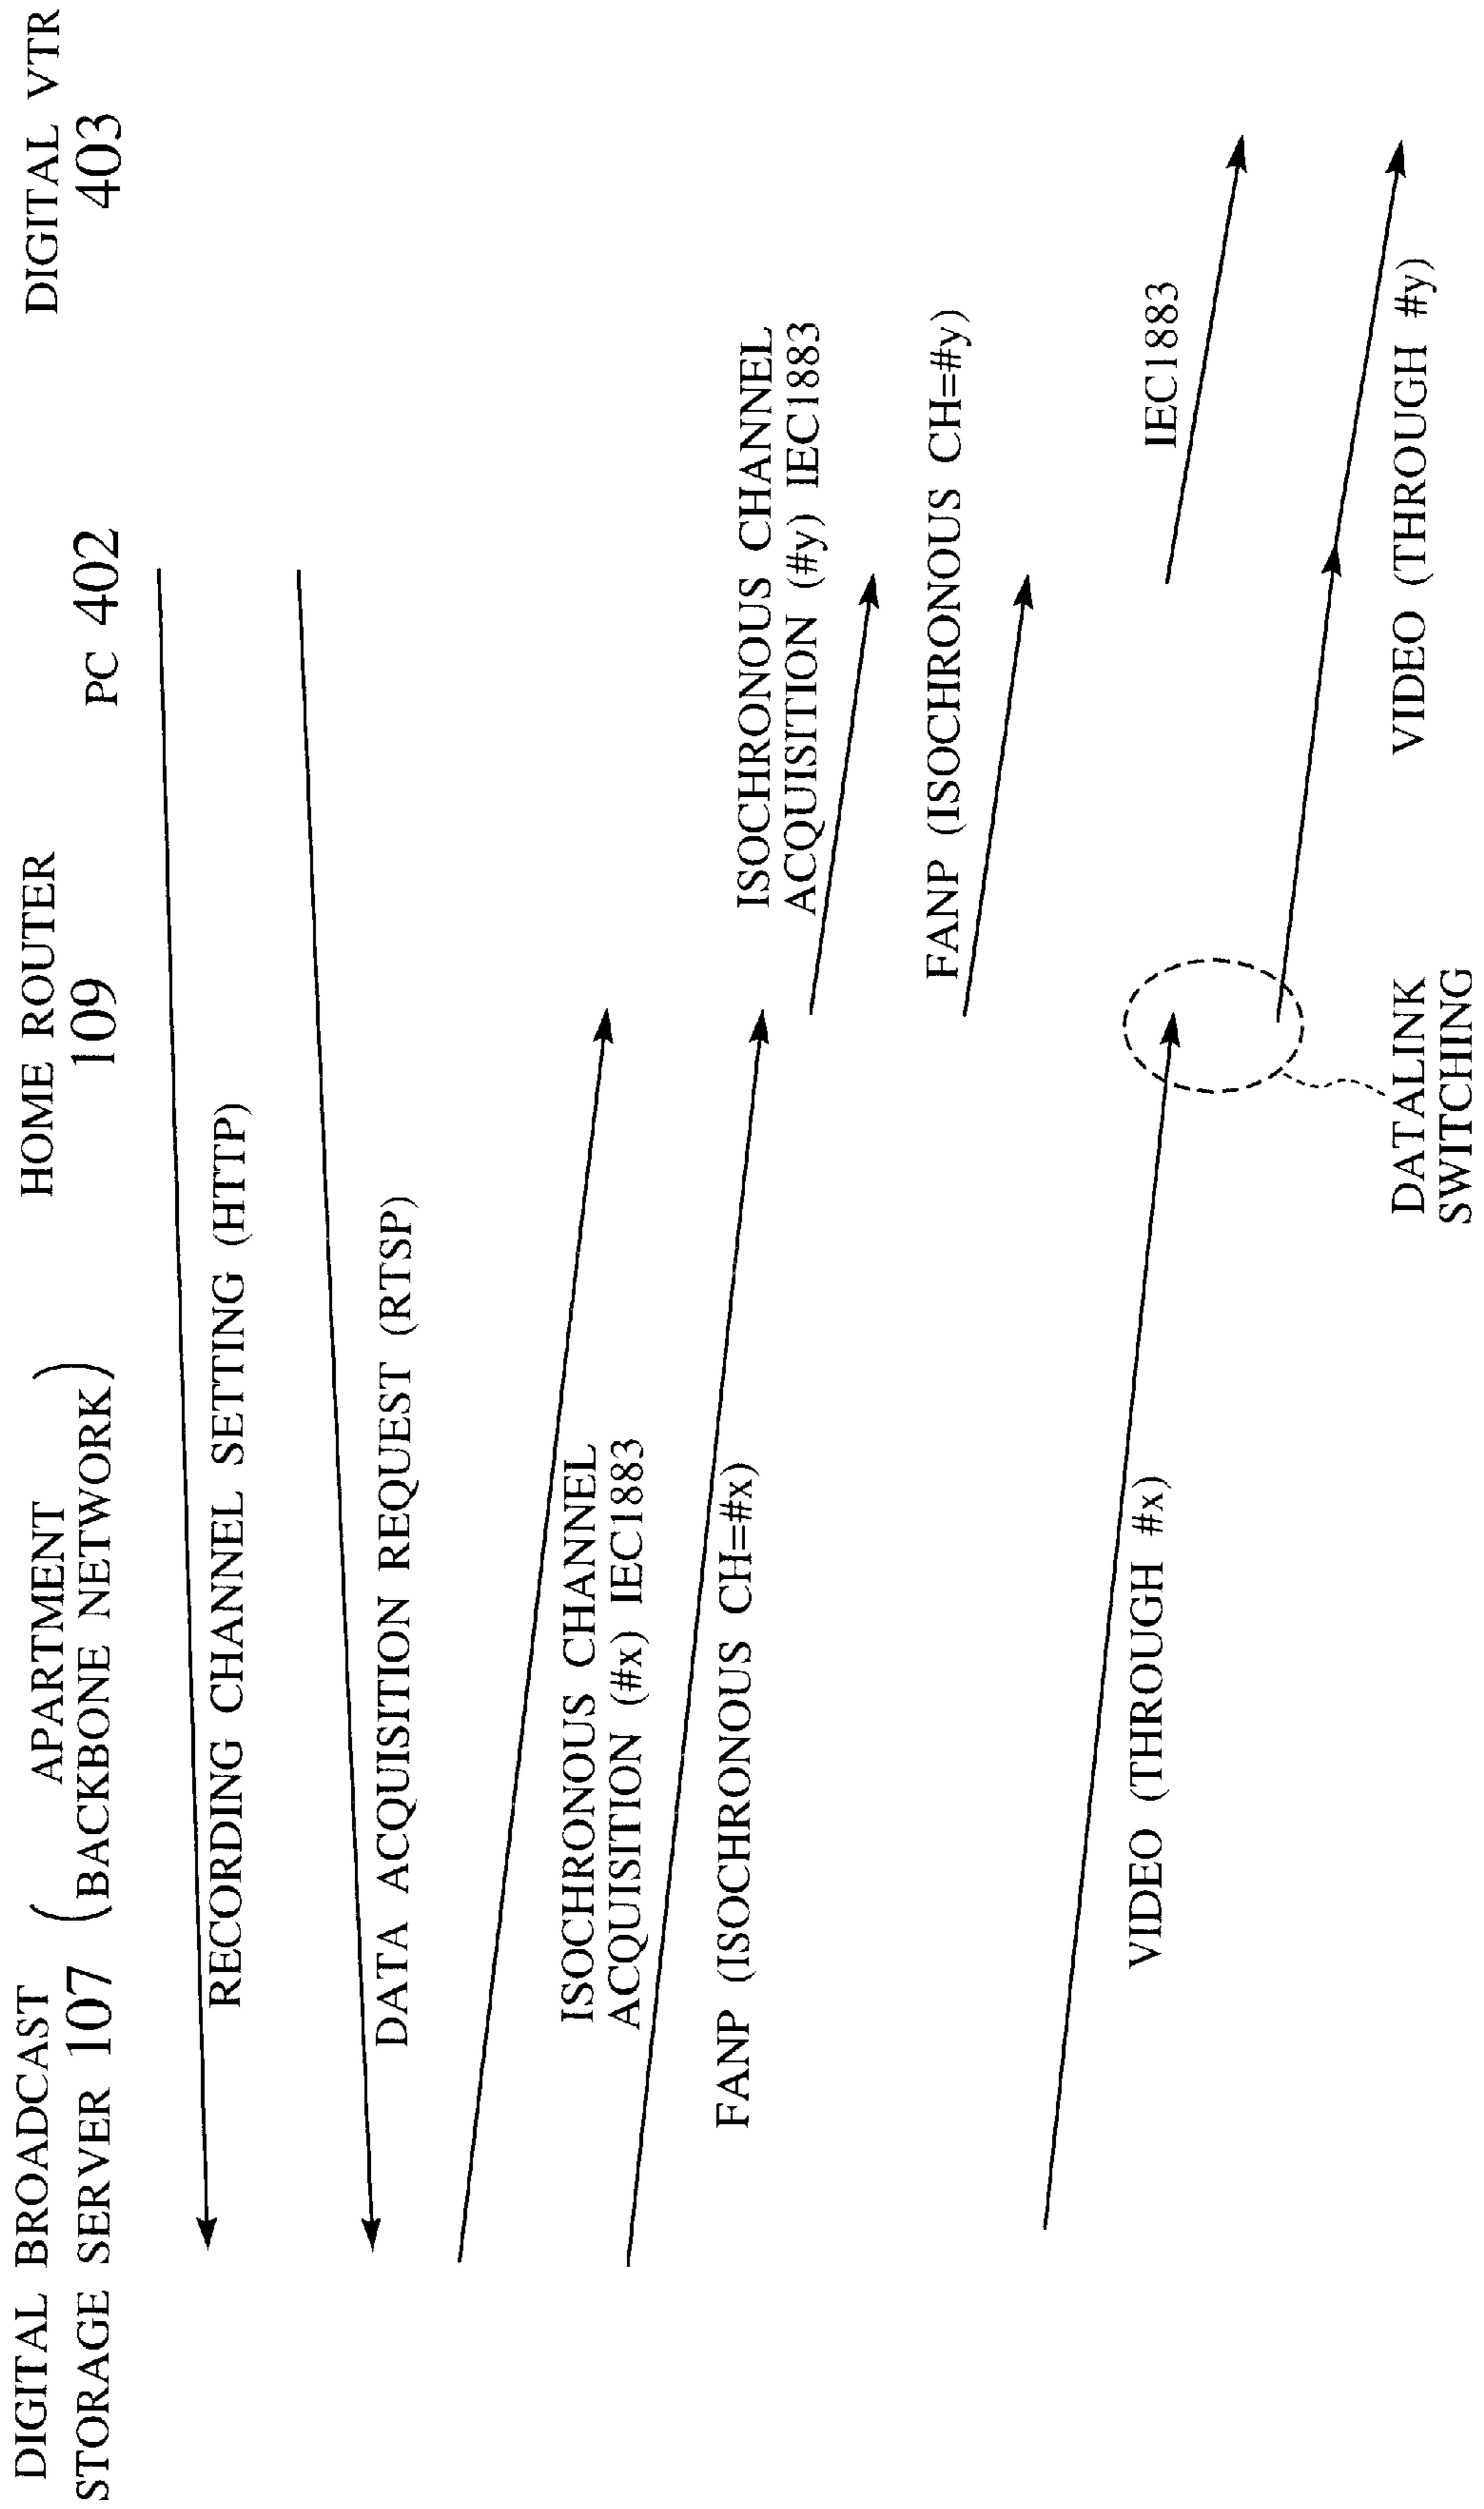 DIGITAL BROADCAST
STORAGE SERVER 107
( APARTMENT
BACKBONE NETWORK )
HOME ROUTER
109
PC 402
DIGITAL VTR
403
RECORDING CHANNEL SETTING (HTTP)
DATA ACQUISITION REQUEST (RTSP)
ISOCHRONOUS CHANNEL
ACQUISITION (#x) IEC1883
FANP (ISOCHRONOUS CH=#x)
ISOCHRONOUS CHANNEL
ACQUISITION (#y) IEC1883
FANP (ISOCHRONOUS CH=#y)
VIDEO (THROUGH #x)
IEC1883
DATALINK
SWITCHING
VIDEO (THROUGH #y)